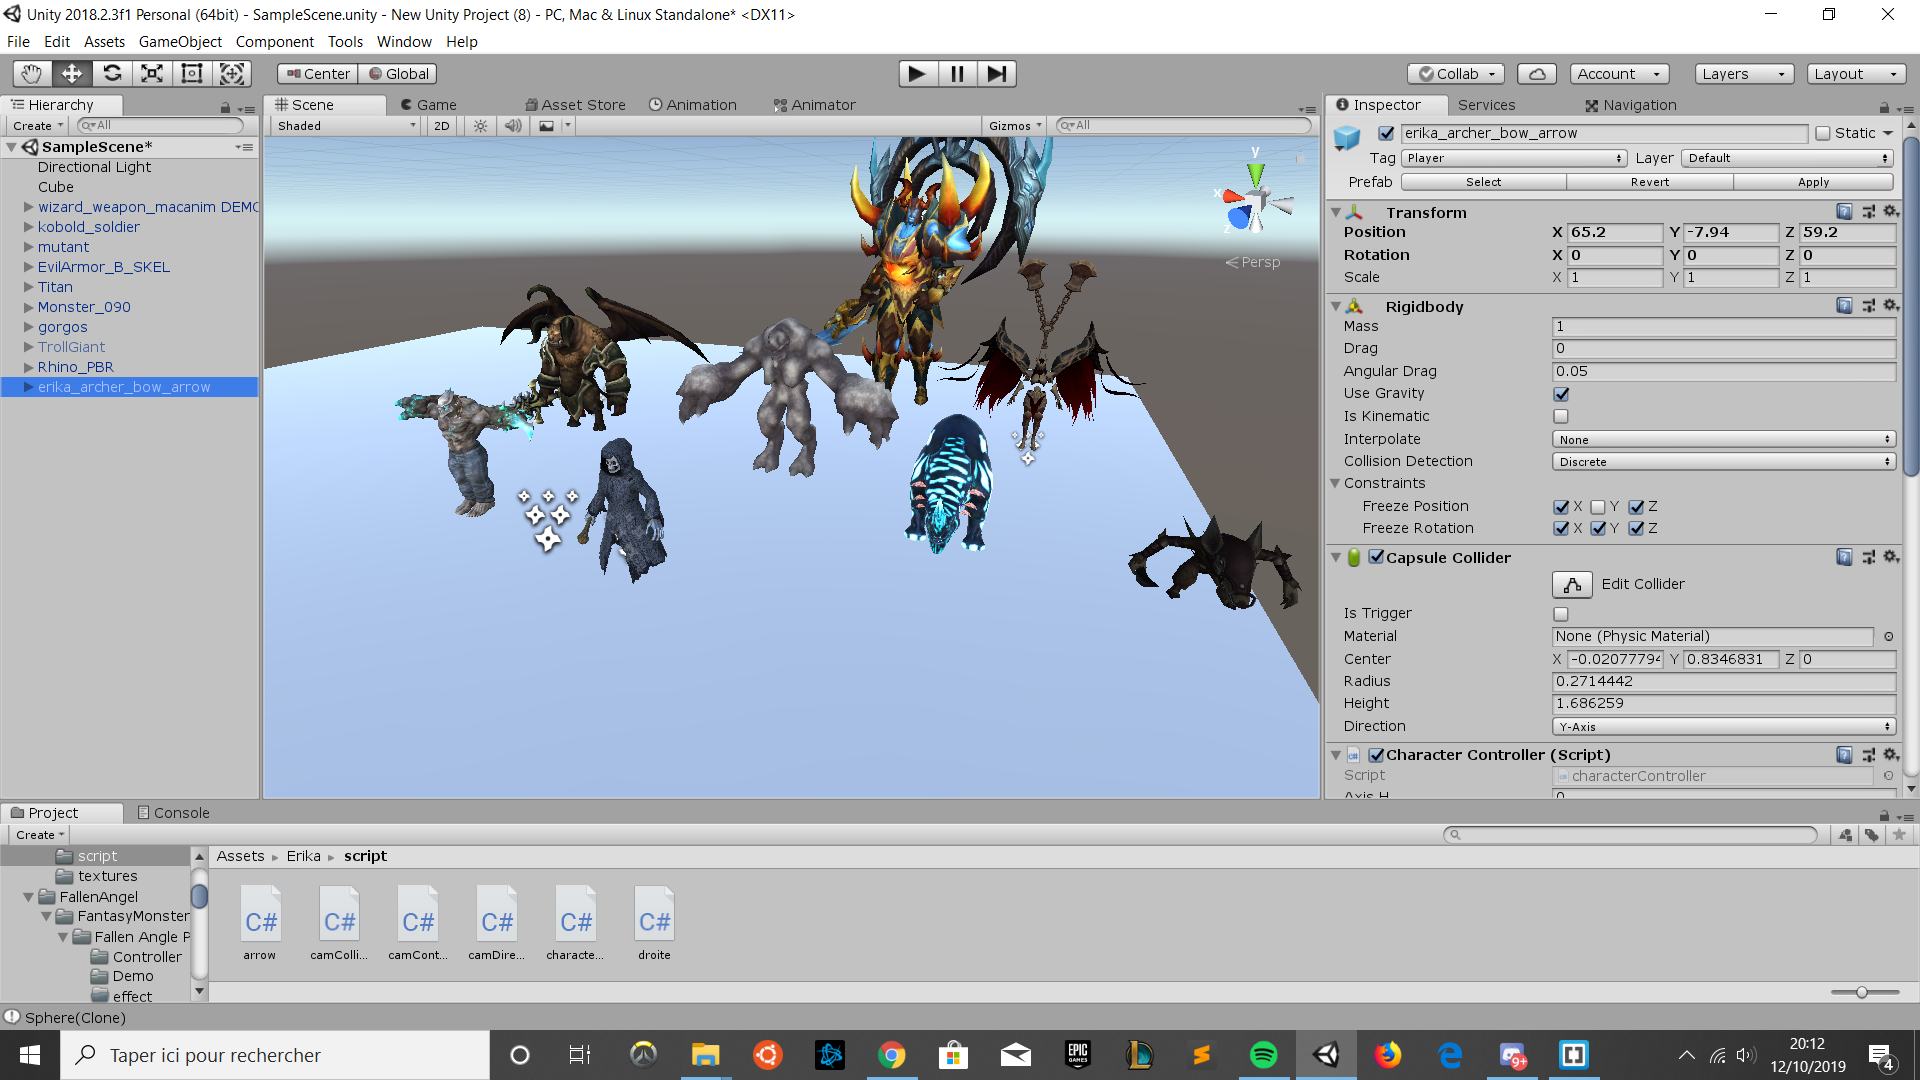 Unity 2018.2.3f1 Personal (64bit) - SampleScene.unity - New Unity Project (8) - PC, Mac & Linux Standalone* <DX11>
File Edit Assets GameObject Component Tools Window Help
Center Global Collab Account Layers Layout
Hierarchy
Create All
SampleScene*
Directional Light
Cube
wizard_weapon_macanim DEMO
kobold_soldier
mutant
EvilArmor_B_SKEL
Titan
Monster_090
gorgos
TrollGiant
Rhino_PBR
erika_archer_bow_arrow
Scene Game Asset Store Animation Animator
Shaded 2D Gizmos All
y
x
z
Persp
Inspector Services Navigation
erika_archer_bow_arrow Static
Tag Player Layer Default
Prefab Select Revert Apply
Transform
Position X 65.2 Y -7.94 Z 59.2
Rotation X 0 Y 0 Z 0
Scale X 1 Y 1 Z 1
Rigidbody
Mass 1
Drag 0
Angular Drag 0.05
Use Gravity
Is Kinematic
Interpolate None
Collision Detection Discrete
Constraints
Freeze Position X Y Z
Freeze Rotation X Y Z
Capsule Collider
Edit Collider
Is Trigger
Material None (Physic Material)
Center X -0.02077794 Y 0.8346831 Z 0
Radius 0.2714442
Height 1.686259
Direction Y-Axis
Character Controller (Script)
Script characterController
Axis H 0
Project Console
Create
script
textures
FallenAngel
FantasyMonster
Fallen Angle P
Controller
Demo
effect
Assets Erika script
C# C# C# C# C# C#
arrow camColli... camCont... camDire... characte... droite
Sphere(Clone)
Taper ici pour rechercher
EPIC GAMES
9+
20:12
12/10/2019
4